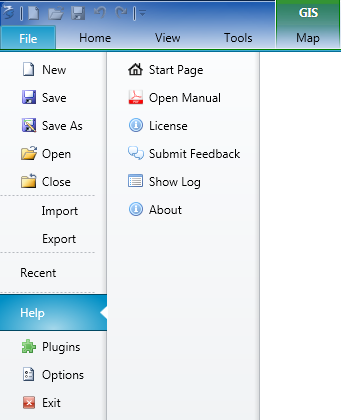 GIS
File Home View Tools Map
New
Save
Save As
Open
Close
Import
Export
Recent
Help
Plugins
Options
Exit
Start Page
Open Manual
License
Submit Feedback
Show Log
About